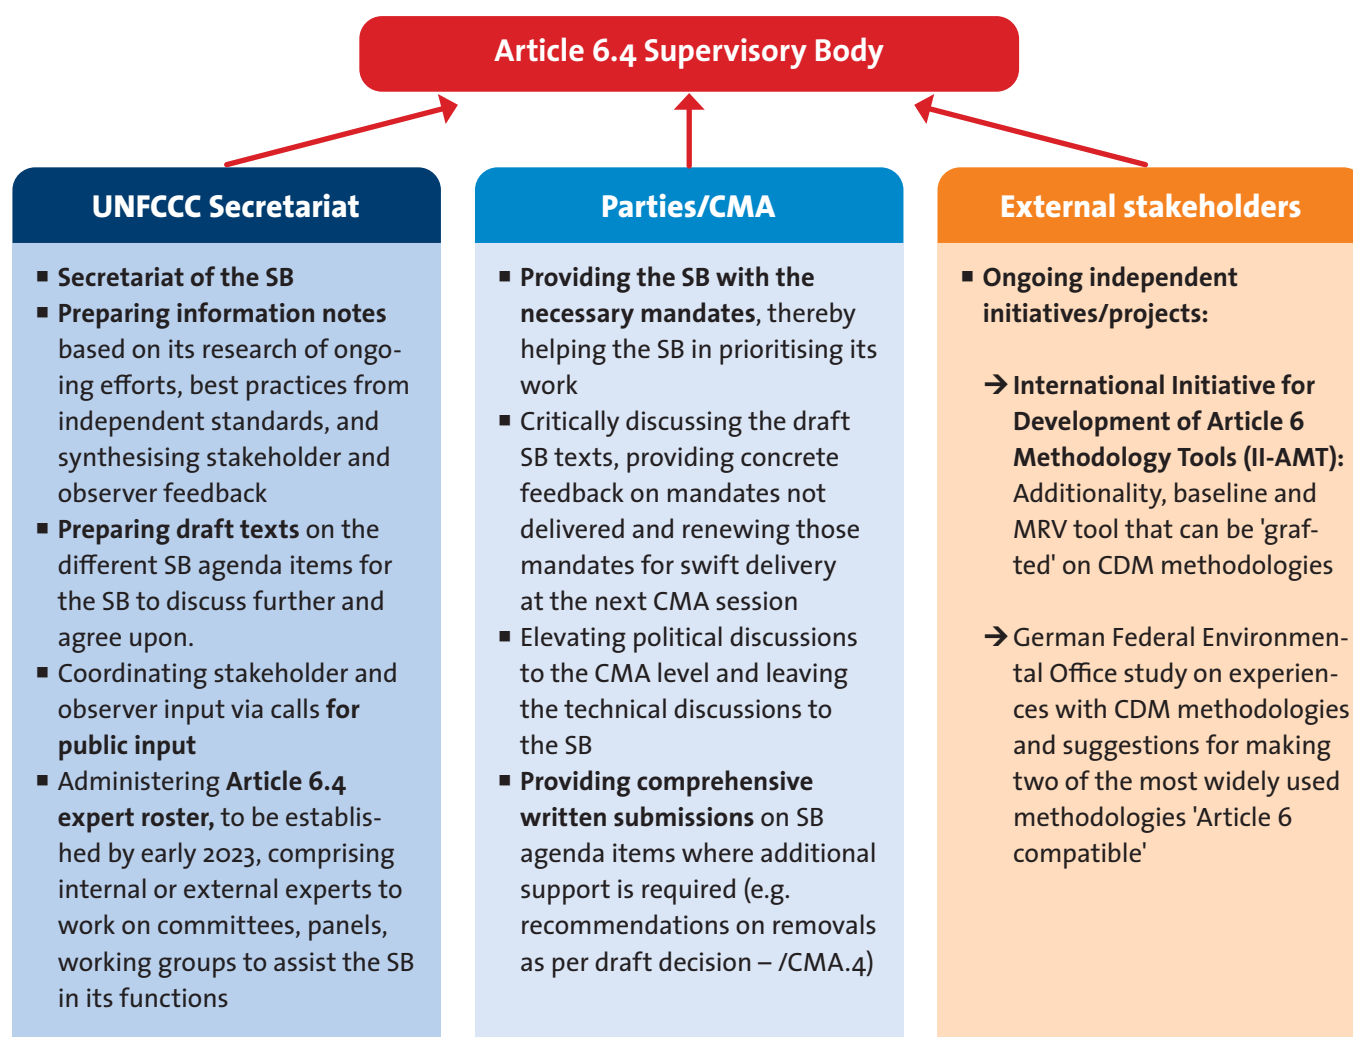 Article 6.4 Supervisory Body
UNFCCC Secretariat
■ Secretariat of the SB
■ Preparing information notes
based on its research of ongo-
ing efforts, best practices from
independent standards, and
synthesising stakeholder and
observer feedback
■ Preparing draft texts on the
different SB agenda items for
the SB to discuss further and
agree upon.
■ Coordinating stakeholder and
observer input via calls for
public input
■ Administering Article 6.4
expert roster, to be establis-
hed by early 2023, comprising
internal or external experts to
work on committees, panels,
working groups to assist the SB
in its functions
Parties/CMA
■ Providing the SB with the
necessary mandates, thereby
helping the SB in prioritising its
work
■ Critically discussing the draft
SB texts, providing concrete
feedback on mandates not
delivered and renewing those
mandates for swift delivery
at the next CMA session
■ Elevating political discussions
to the CMA level and leaving
the technical discussions to
the SB
■ Providing comprehensive
written submissions on SB
agenda items where additional
support is required (e.g.
recommendations on removals
as per draft decision – /CMA.4)
External stakeholders
■ Ongoing independent
initiatives/projects:
→ International Initiative for
Development of Article 6
Methodology Tools (II-AMT):
Additionality, baseline and
MRV tool that can be 'graf-
ted' on CDM methodologies
→ German Federal Environmen-
tal Office study on experien-
ces with CDM methodologies
and suggestions for making
two of the most widely used
methodologies 'Article 6
compatible'